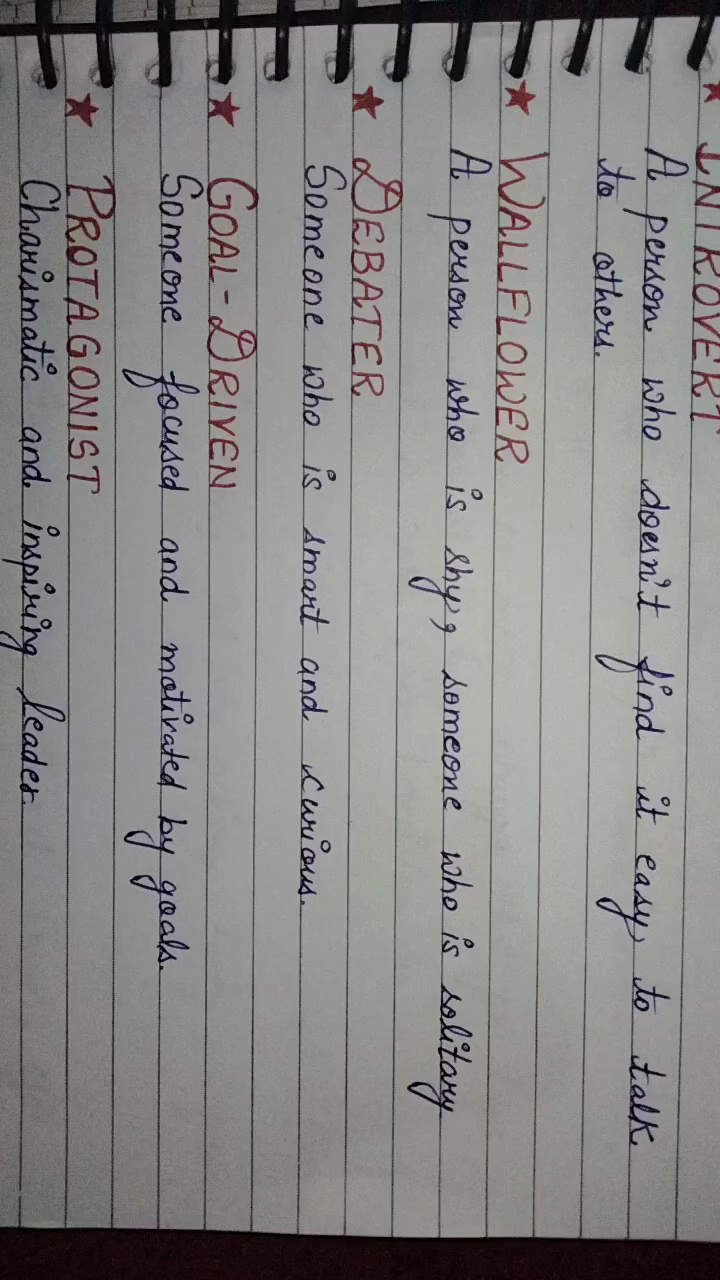 ★ INTROVERT
A person who doesn't find it easy, to talk
to others.
★ WALLFLOWER
A person who is shy, someone who is solitary
★ DEBATER
Someone who is smart and curious.
★ GOAL-DRIVEN
Someone focused and motivated by goals.
★ PROTAGONIST
Charismatic and inspiring leader.